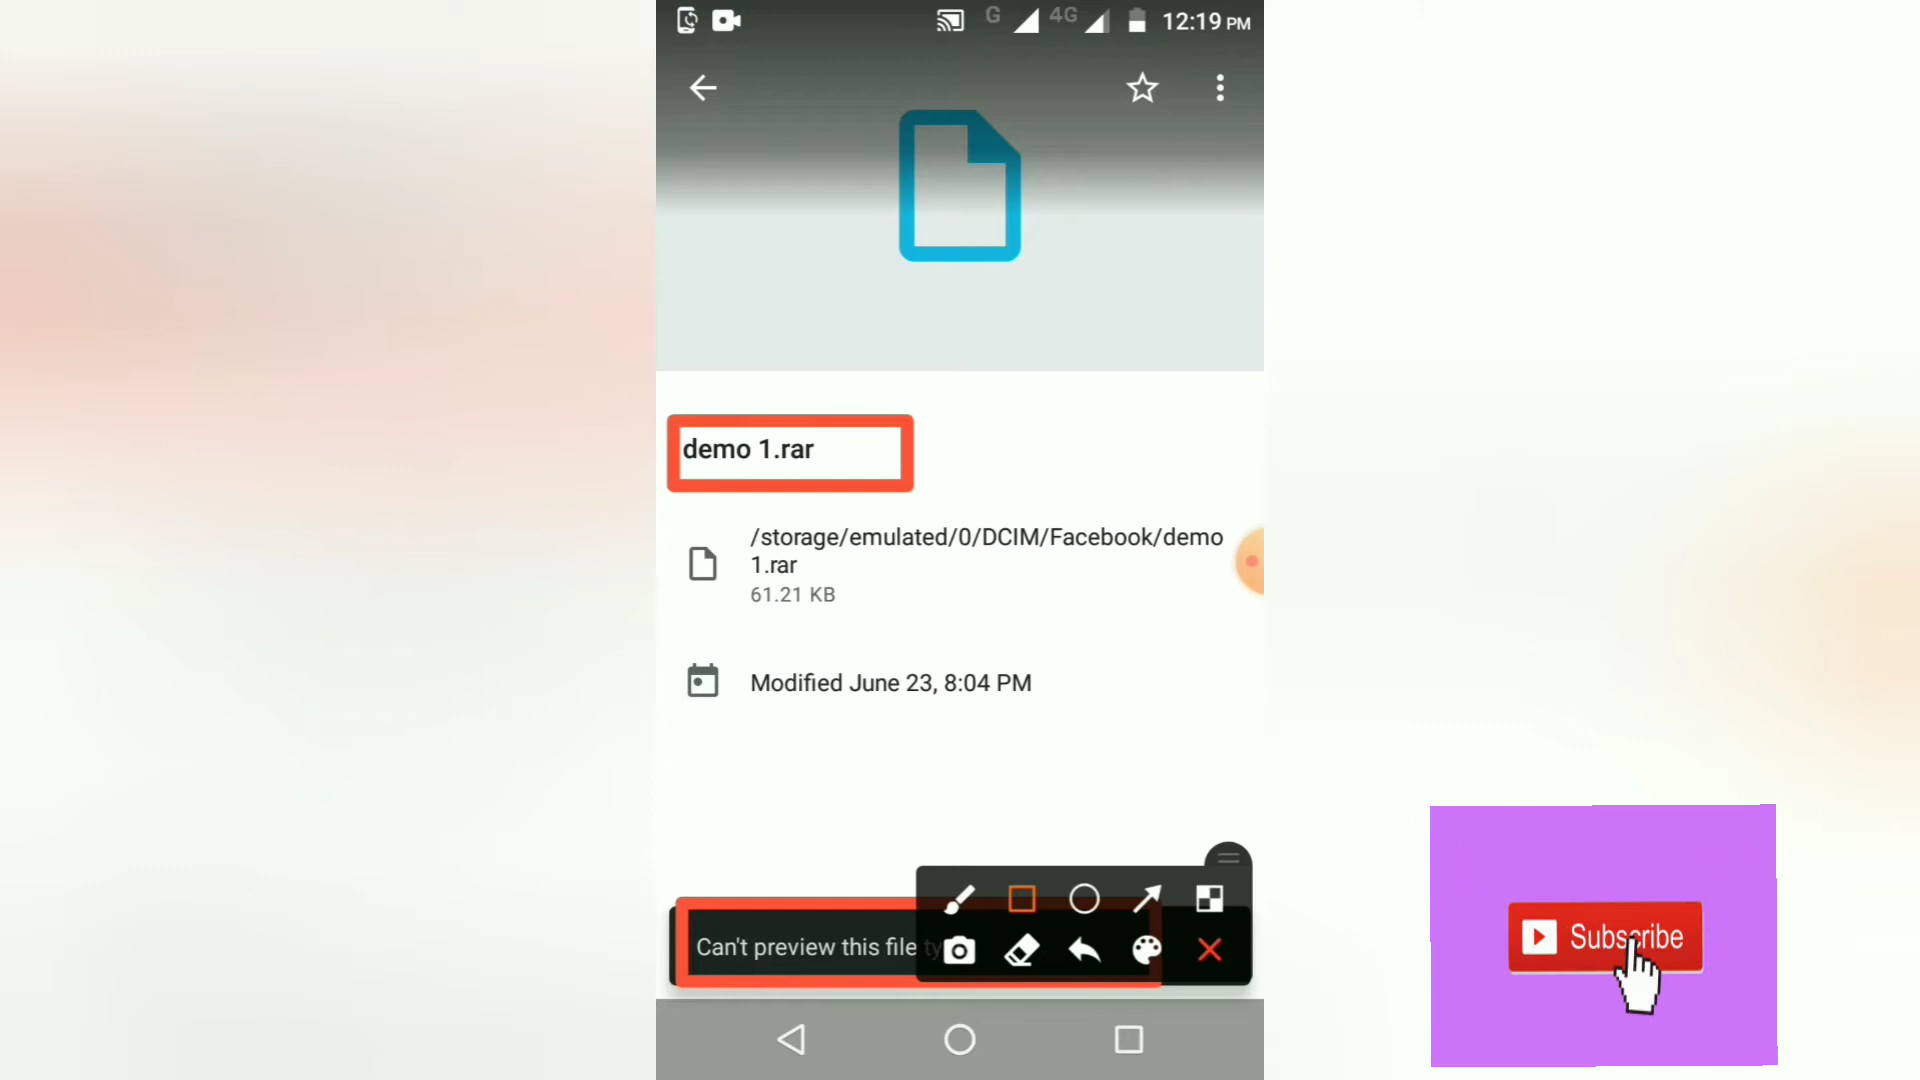 G 4G 12:19 PM
demo 1.rar
/storage/emulated/0/DCIM/Facebook/demo
1.rar
61.21 KB
Modified June 23, 8:04 PM
Can't preview this file
Subscribe